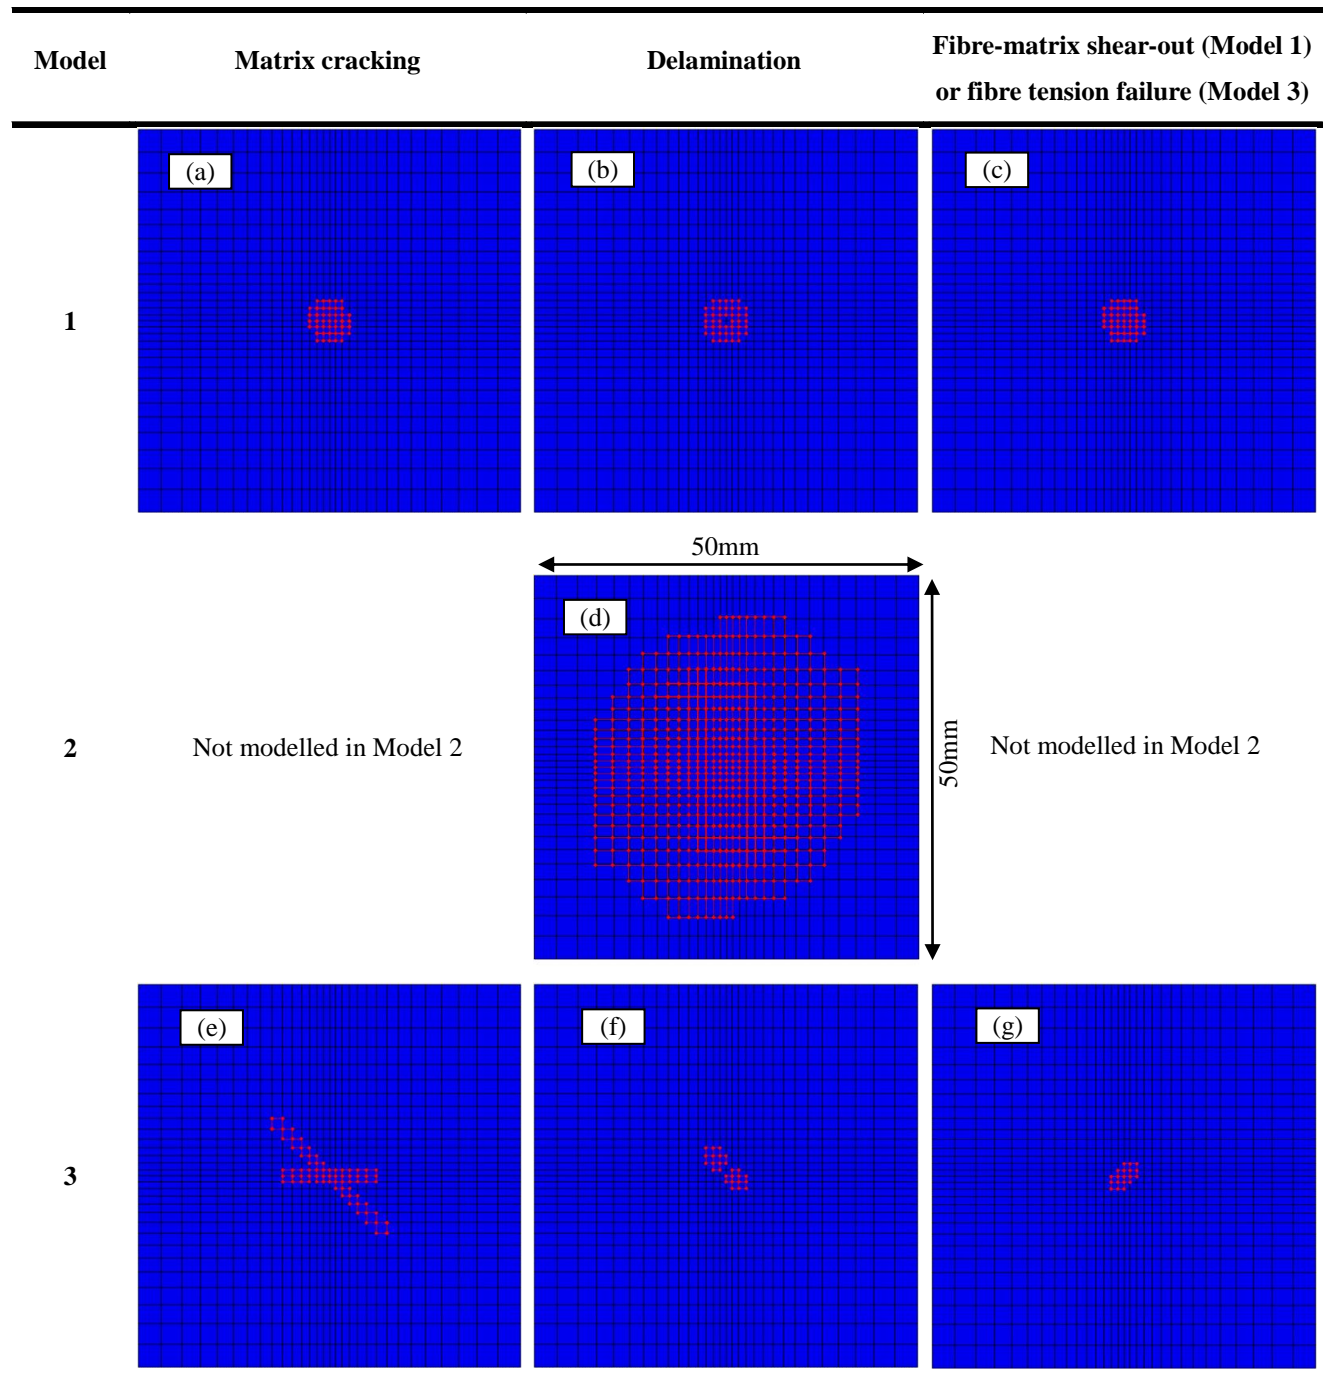 Model
Matrix cracking
Delamination
Fibre-matrix shear-out (Model 1)
or fibre tension failure (Model 3)
1
(a)
(b)
(c)
50mm
2
Not modelled in Model 2
(d)
50mm
Not modelled in Model 2
3
(e)
(f)
(g)